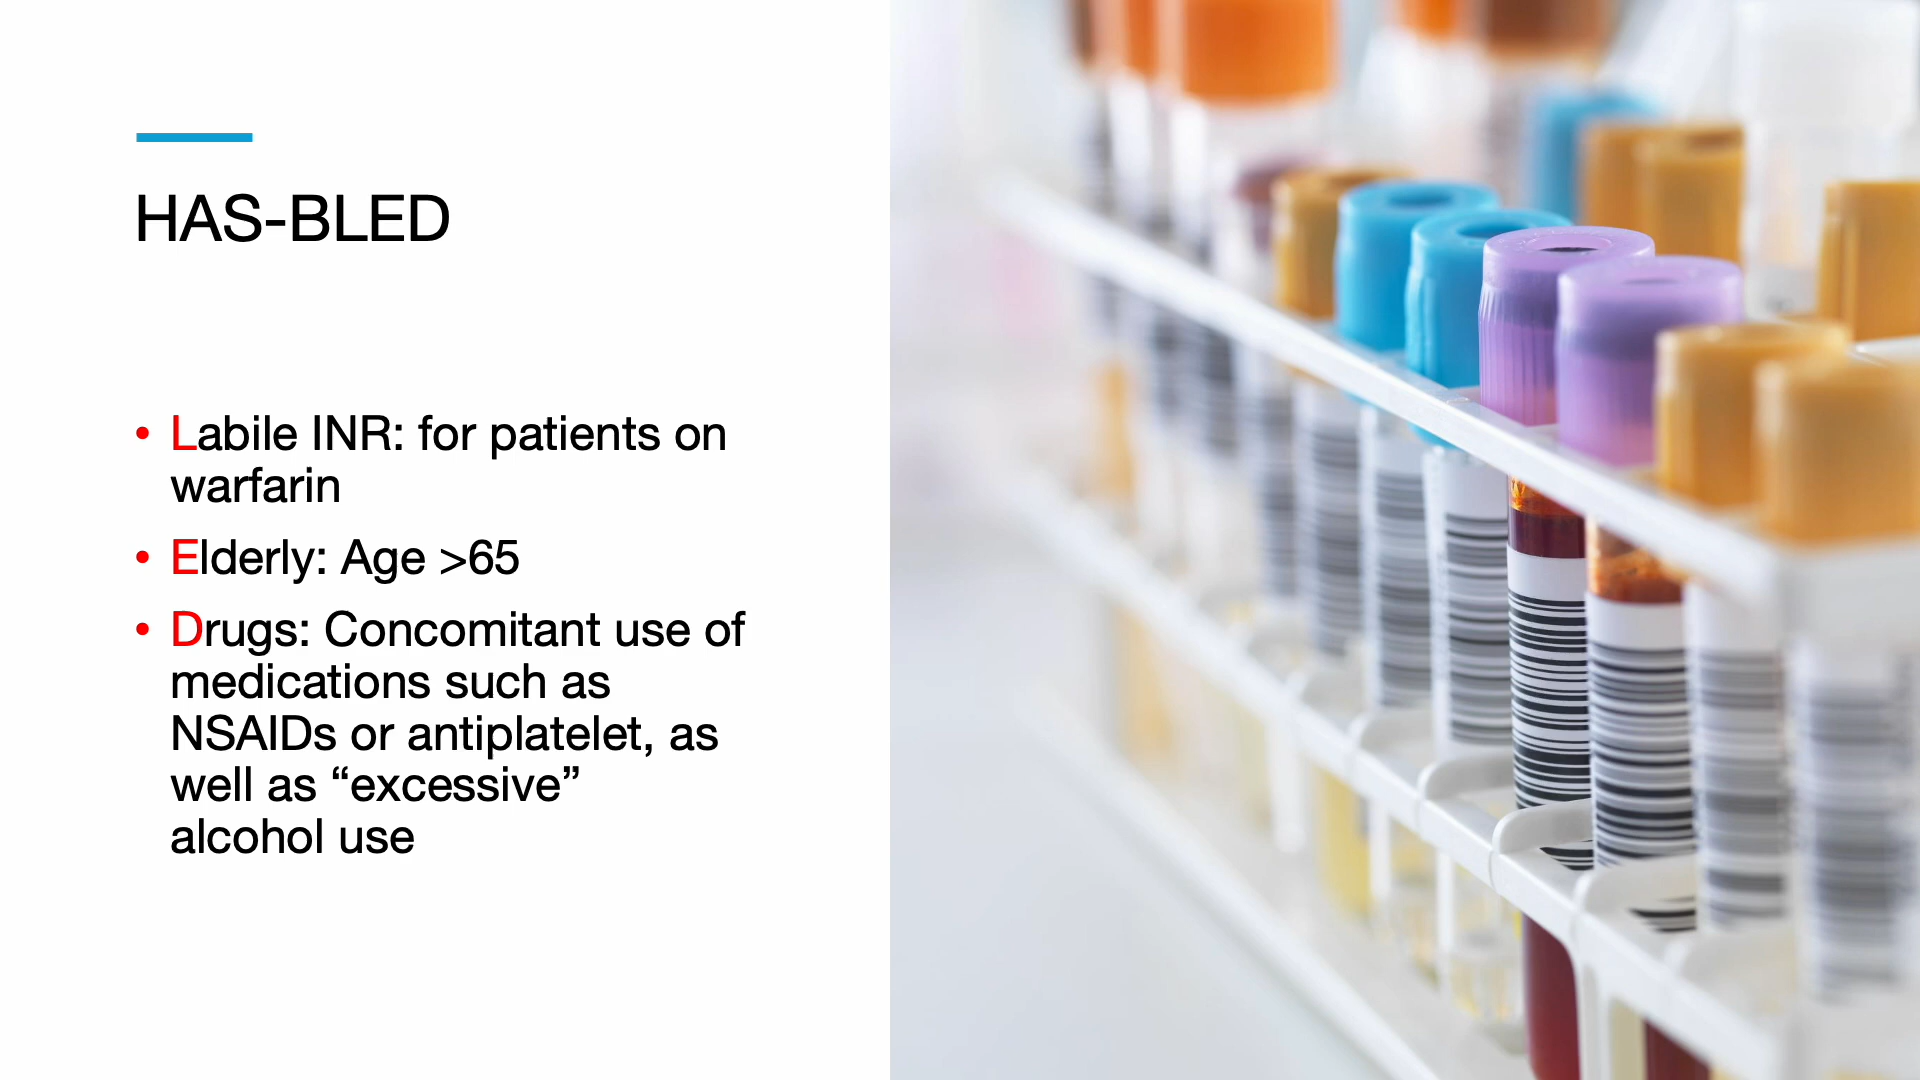 HAS-BLED
• Labile INR: for patients on
warfarin
• Elderly: Age >65
• Drugs: Concomitant use of
medications such as
NSAIDs or antiplatelet, as
well as “excessive”
alcohol use